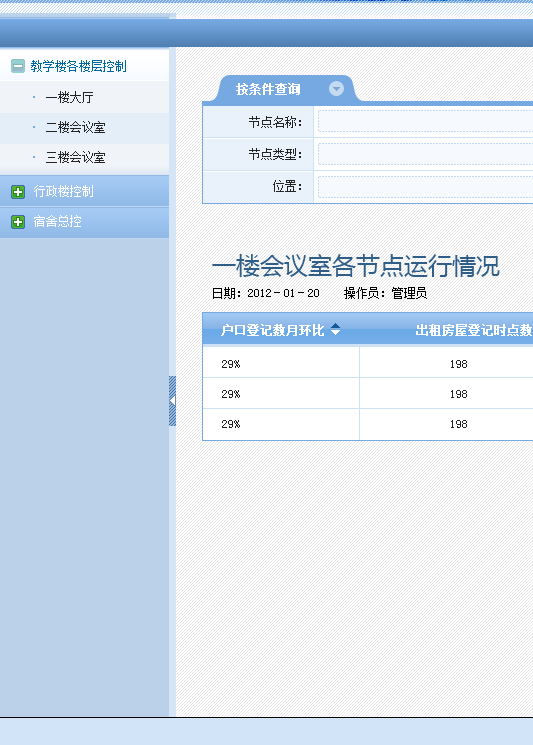 教学楼各楼层控制
一楼大厅
二楼会议室
三楼会议室
行政楼控制
宿舍总控
按条件查询
节点名称：
节点类型：
位置：
一楼会议室各节点运行情况
日期：2012－01－20 操作员：管理员
户口登记数月环比 出租房屋登记时点数
29% 198
29% 198
29% 198